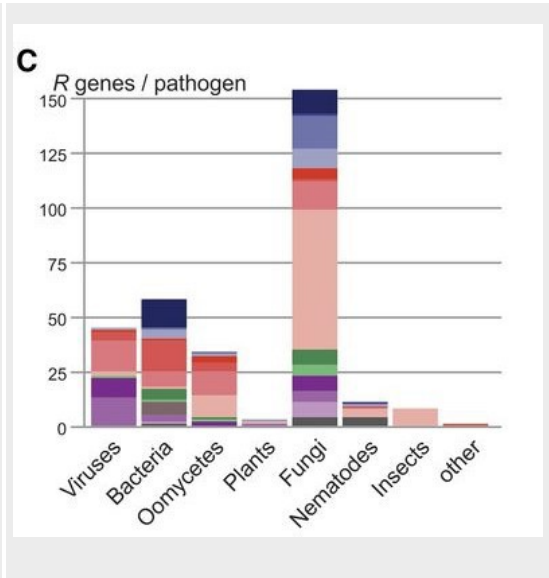 C
R genes / pathogen
150
125
100
75
50
25
0
Viruses
Bacteria
Oomycetes
Plants
Fungi
Nematodes
Insects
other